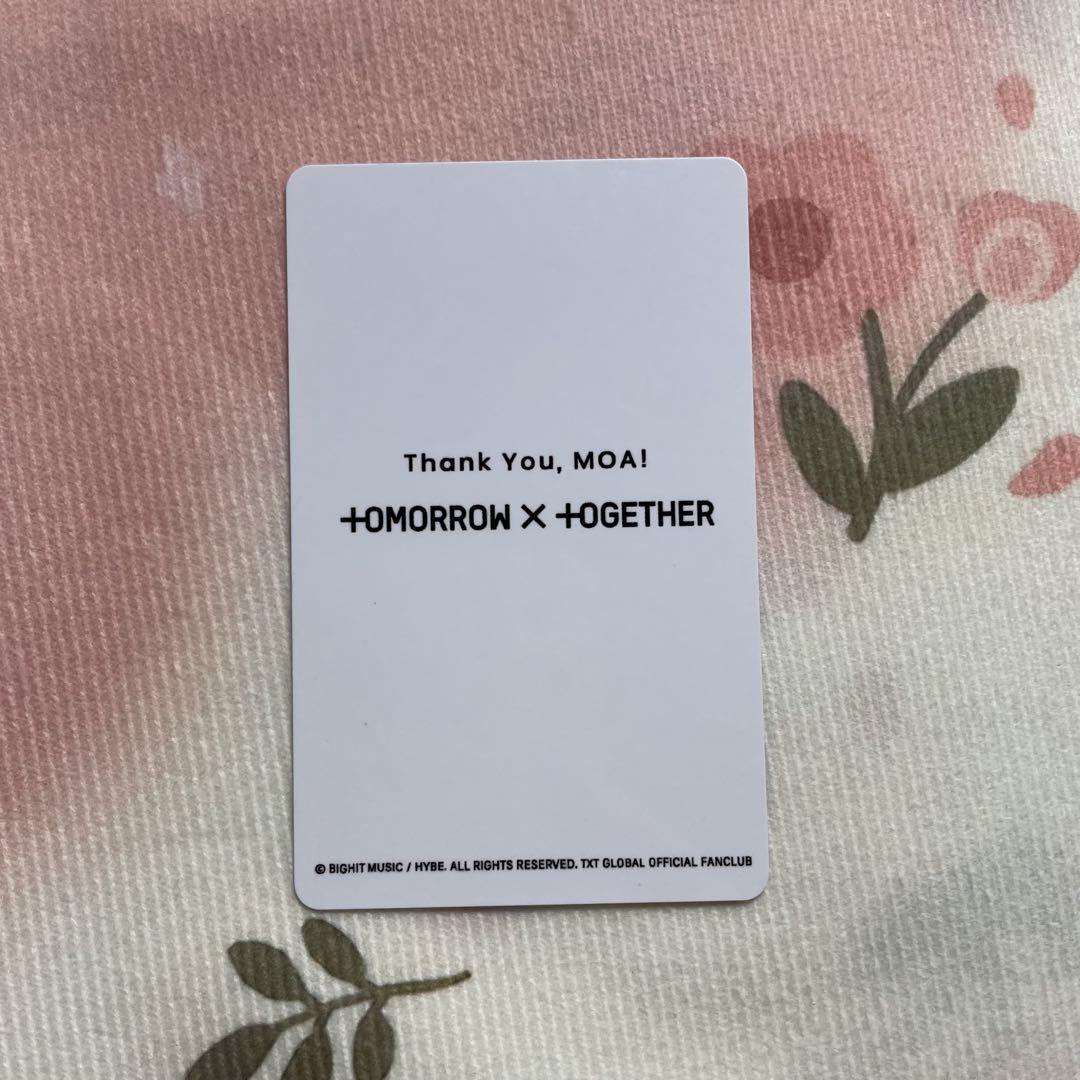 Thank You, MOA!
TOMORROW X TOGETHER
© BIGHIT MUSIC / HYBE. ALL RIGHTS RESERVED. TXT GLOBAL OFFICIAL FANCLUB